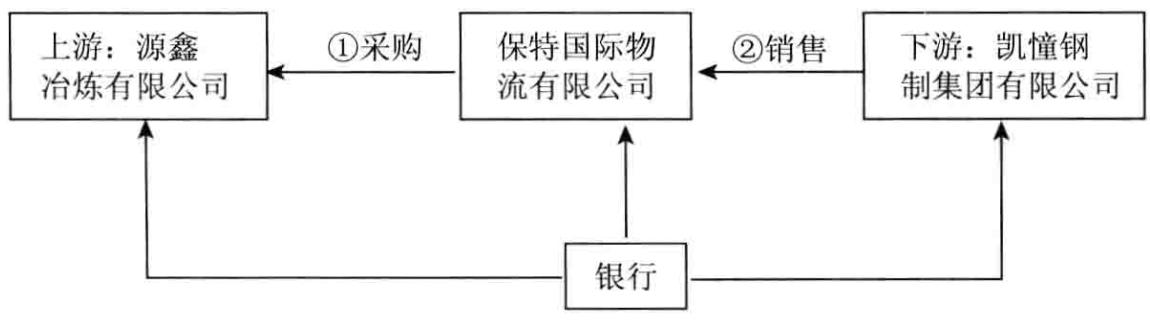 上游：源鑫
冶炼有限公司
①采购
保特国际物
流有限公司
②销售
下游：凯憧钢
制集团有限公司
银行